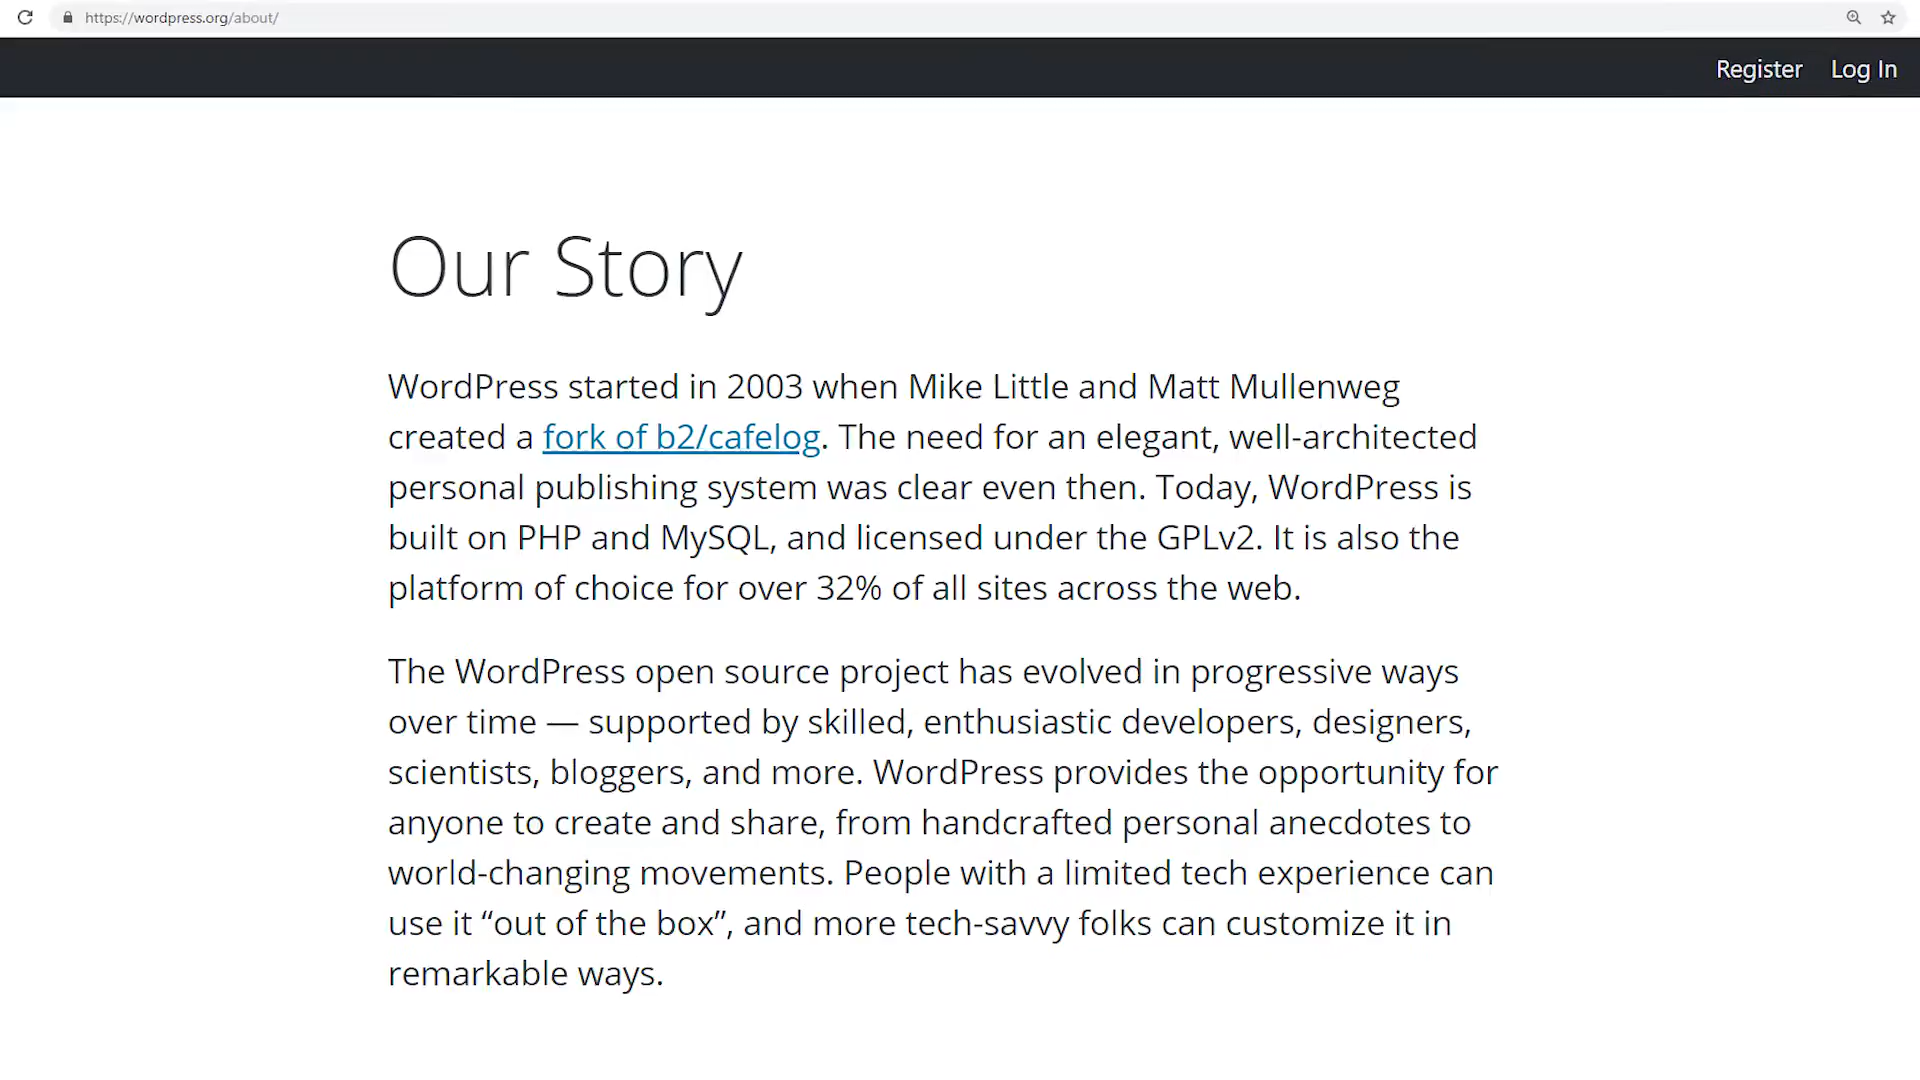 https://wordpress.org/about/
Register Log In
Our Story
WordPress started in 2003 when Mike Little and Matt Mullenweg
created a fork of b2/cafelog. The need for an elegant, well-architected
personal publishing system was clear even then. Today, WordPress is
built on PHP and MySQL, and licensed under the GPLv2. It is also the
platform of choice for over 32% of all sites across the web.
The WordPress open source project has evolved in progressive ways
over time — supported by skilled, enthusiastic developers, designers,
scientists, bloggers, and more. WordPress provides the opportunity for
anyone to create and share, from handcrafted personal anecdotes to
world-changing movements. People with a limited tech experience can
use it “out of the box”, and more tech-savvy folks can customize it in
remarkable ways.